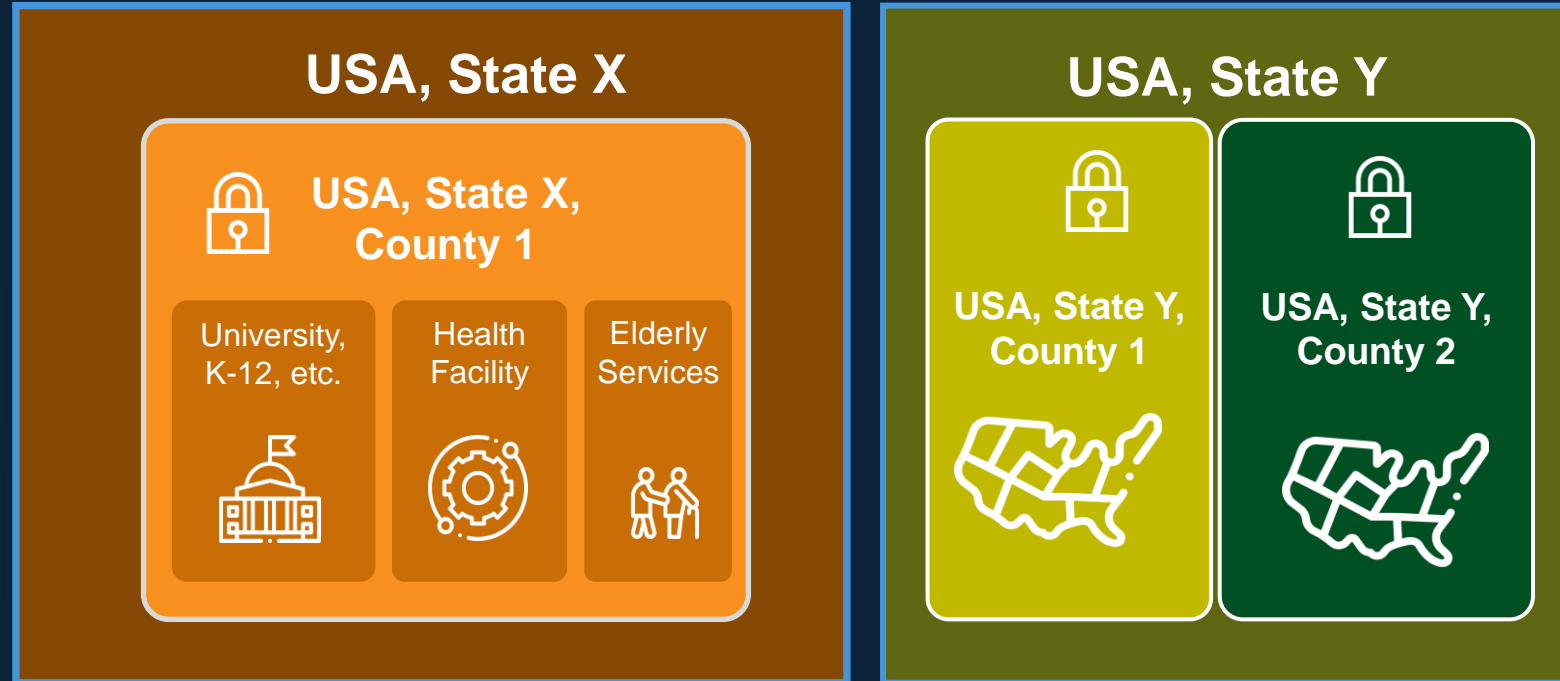 USA, State X
USA, State X,
County 1
University,
K-12, etc.
Health
Facility
Elderly
Services
USA, State Y
USA, State Y,
County 1
USA, State Y,
County 2